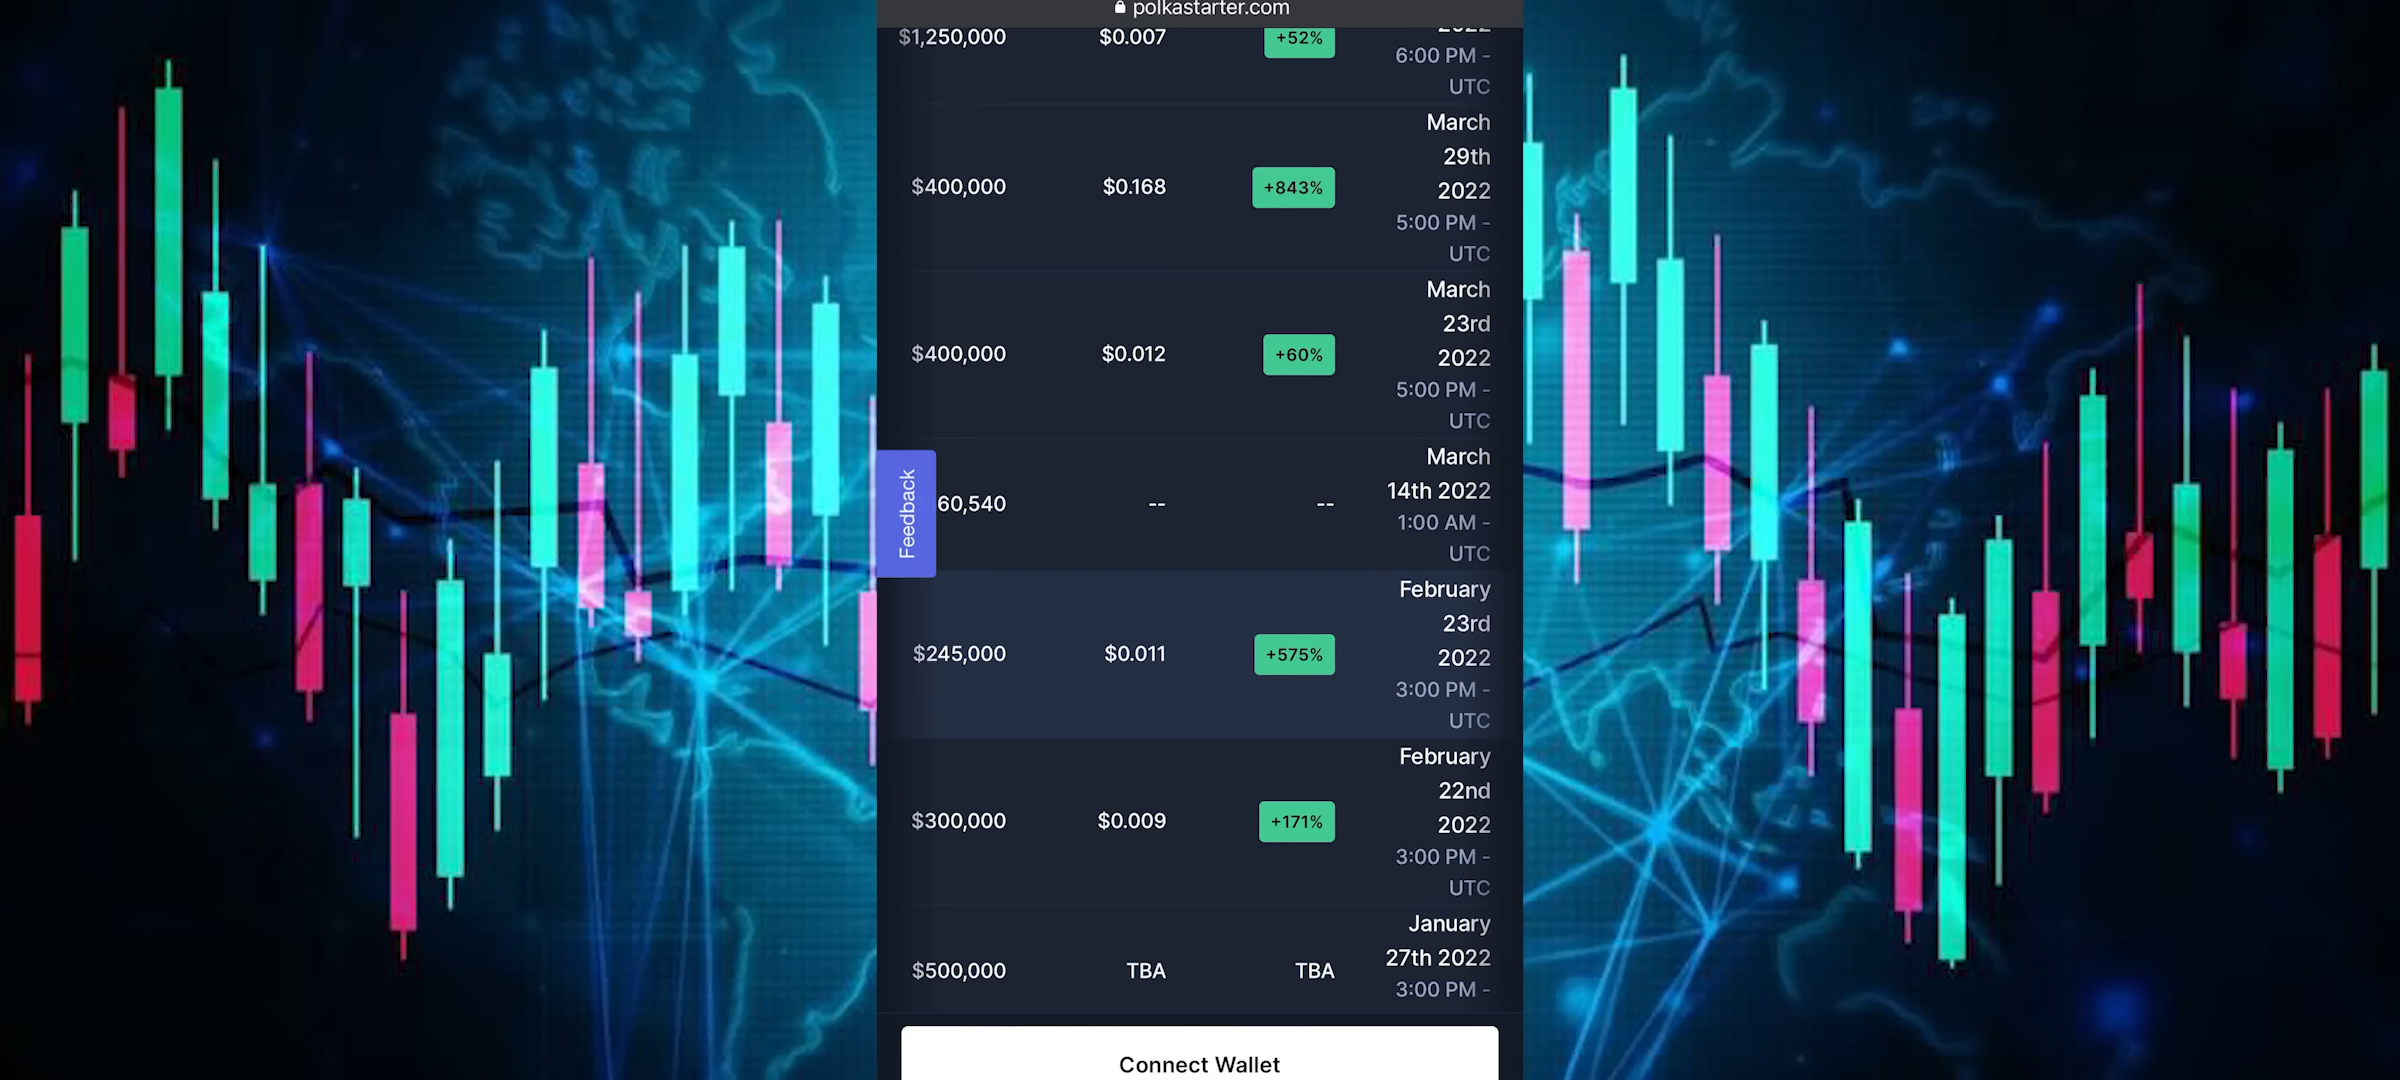 polkastarter.com
$1,250,000 $0.007 +52% 2022
6:00 PM -
UTC
March
29th
$400,000 $0.168 +843% 2022
5:00 PM -
UTC
March
23rd
$400,000 $0.012 +60% 2022
5:00 PM -
UTC
Feedback
March
14th 2022
60,540 -- --
1:00 AM -
UTC
February
23rd
$245,000 $0.011 +575% 2022
3:00 PM -
UTC
February
22nd
$300,000 $0.009 +171% 2022
3:00 PM -
UTC
January
27th 2022
$500,000 TBA TBA
3:00 PM -
Connect Wallet